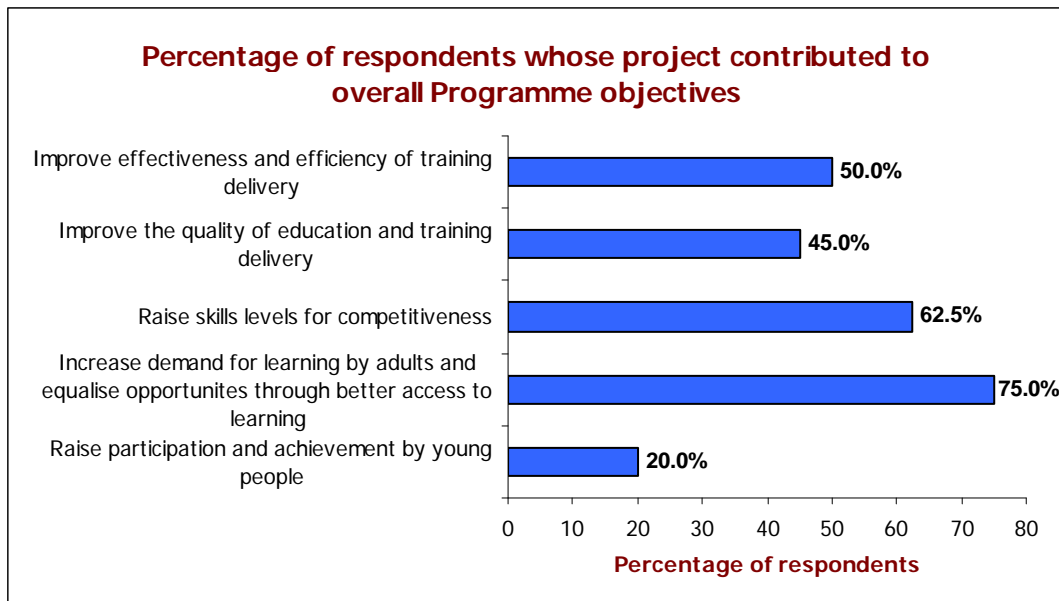 Percentage of respondents whose project contributed to
overall Programme objectives
Improve effectiveness and efficiency of training
delivery
50.0%
Improve the quality of education and training
delivery
45.0%
Raise skills levels for competitiveness
62.5%
Increase demand for learning by adults and
equalise opportunites through better access to
learning
75.0%
Raise participation and achievement by young
people
20.0%
0 10 20 30 40 50 60 70 80
Percentage of respondents